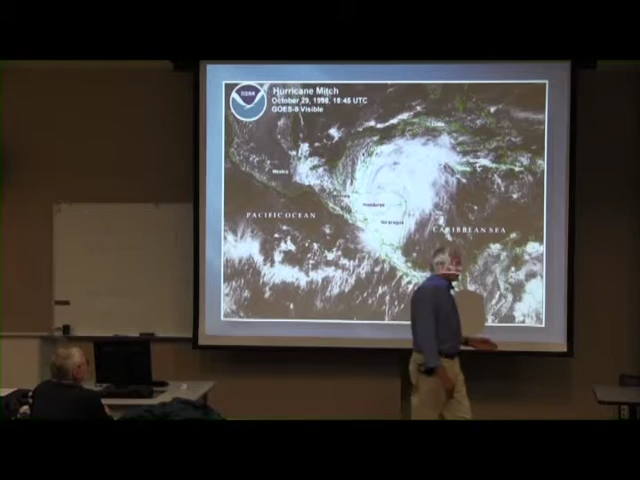 NOAA
Hurricane Mitch
October 29, 1998, 18:45 UTC
GOES-8 Visible
Mexico
Honduras
Nicaragua
PACIFIC OCEAN
CARIBBEAN SEA